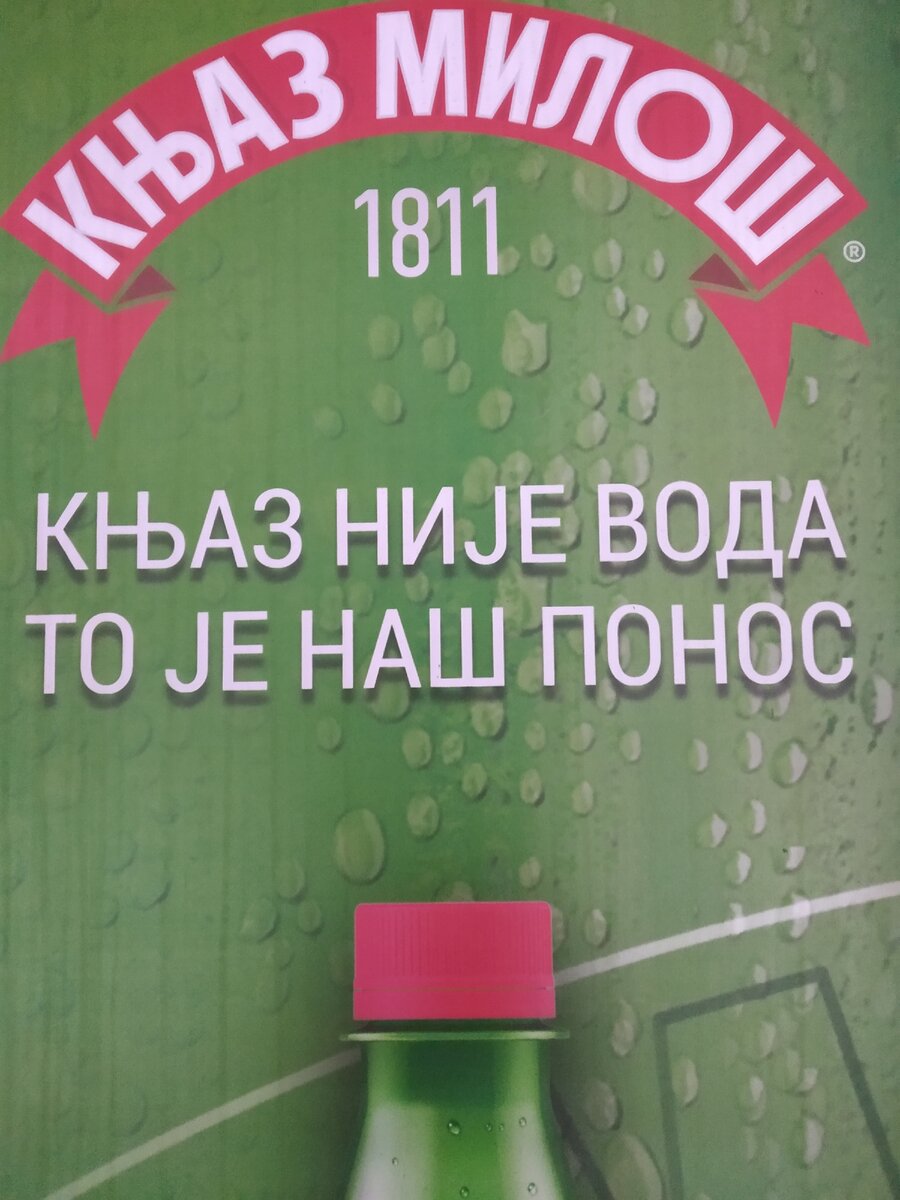 КЊАЗ МИЛОШ
®
1811
КЊАЗ НИЈЕ ВОДА
ТО ЈЕ НАШ ПОНОС